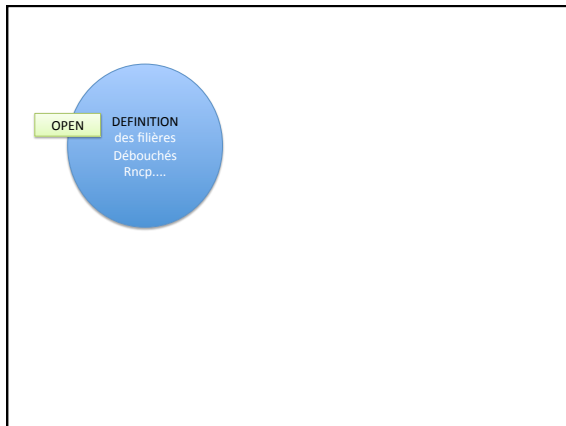 OPEN
DEFINITION
des filières
Débouchés
Rncp....